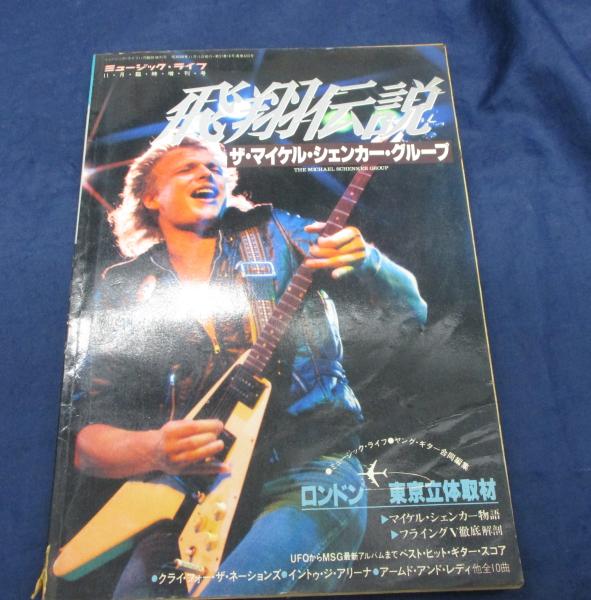 ミュージック・ライフ
11月臨時増刊号
飛翔伝説
ザ・マイケル・シェンカー・グループ
THE MICHAEL SCHENKER GROUP
ージック・ライフ●ヤング・ギター合同編集
ロンドン 東京立体取材
▶マイケル・シェンカー物語
▶フライングV徹底解剖
UFOからMSG最新アルバムまでベスト・ヒット・ギター・スコア
●クライ・フォー・ザ・ネーションズ●イントゥ・ジ・アリーナ●アームド・アンド・レディ他全10曲